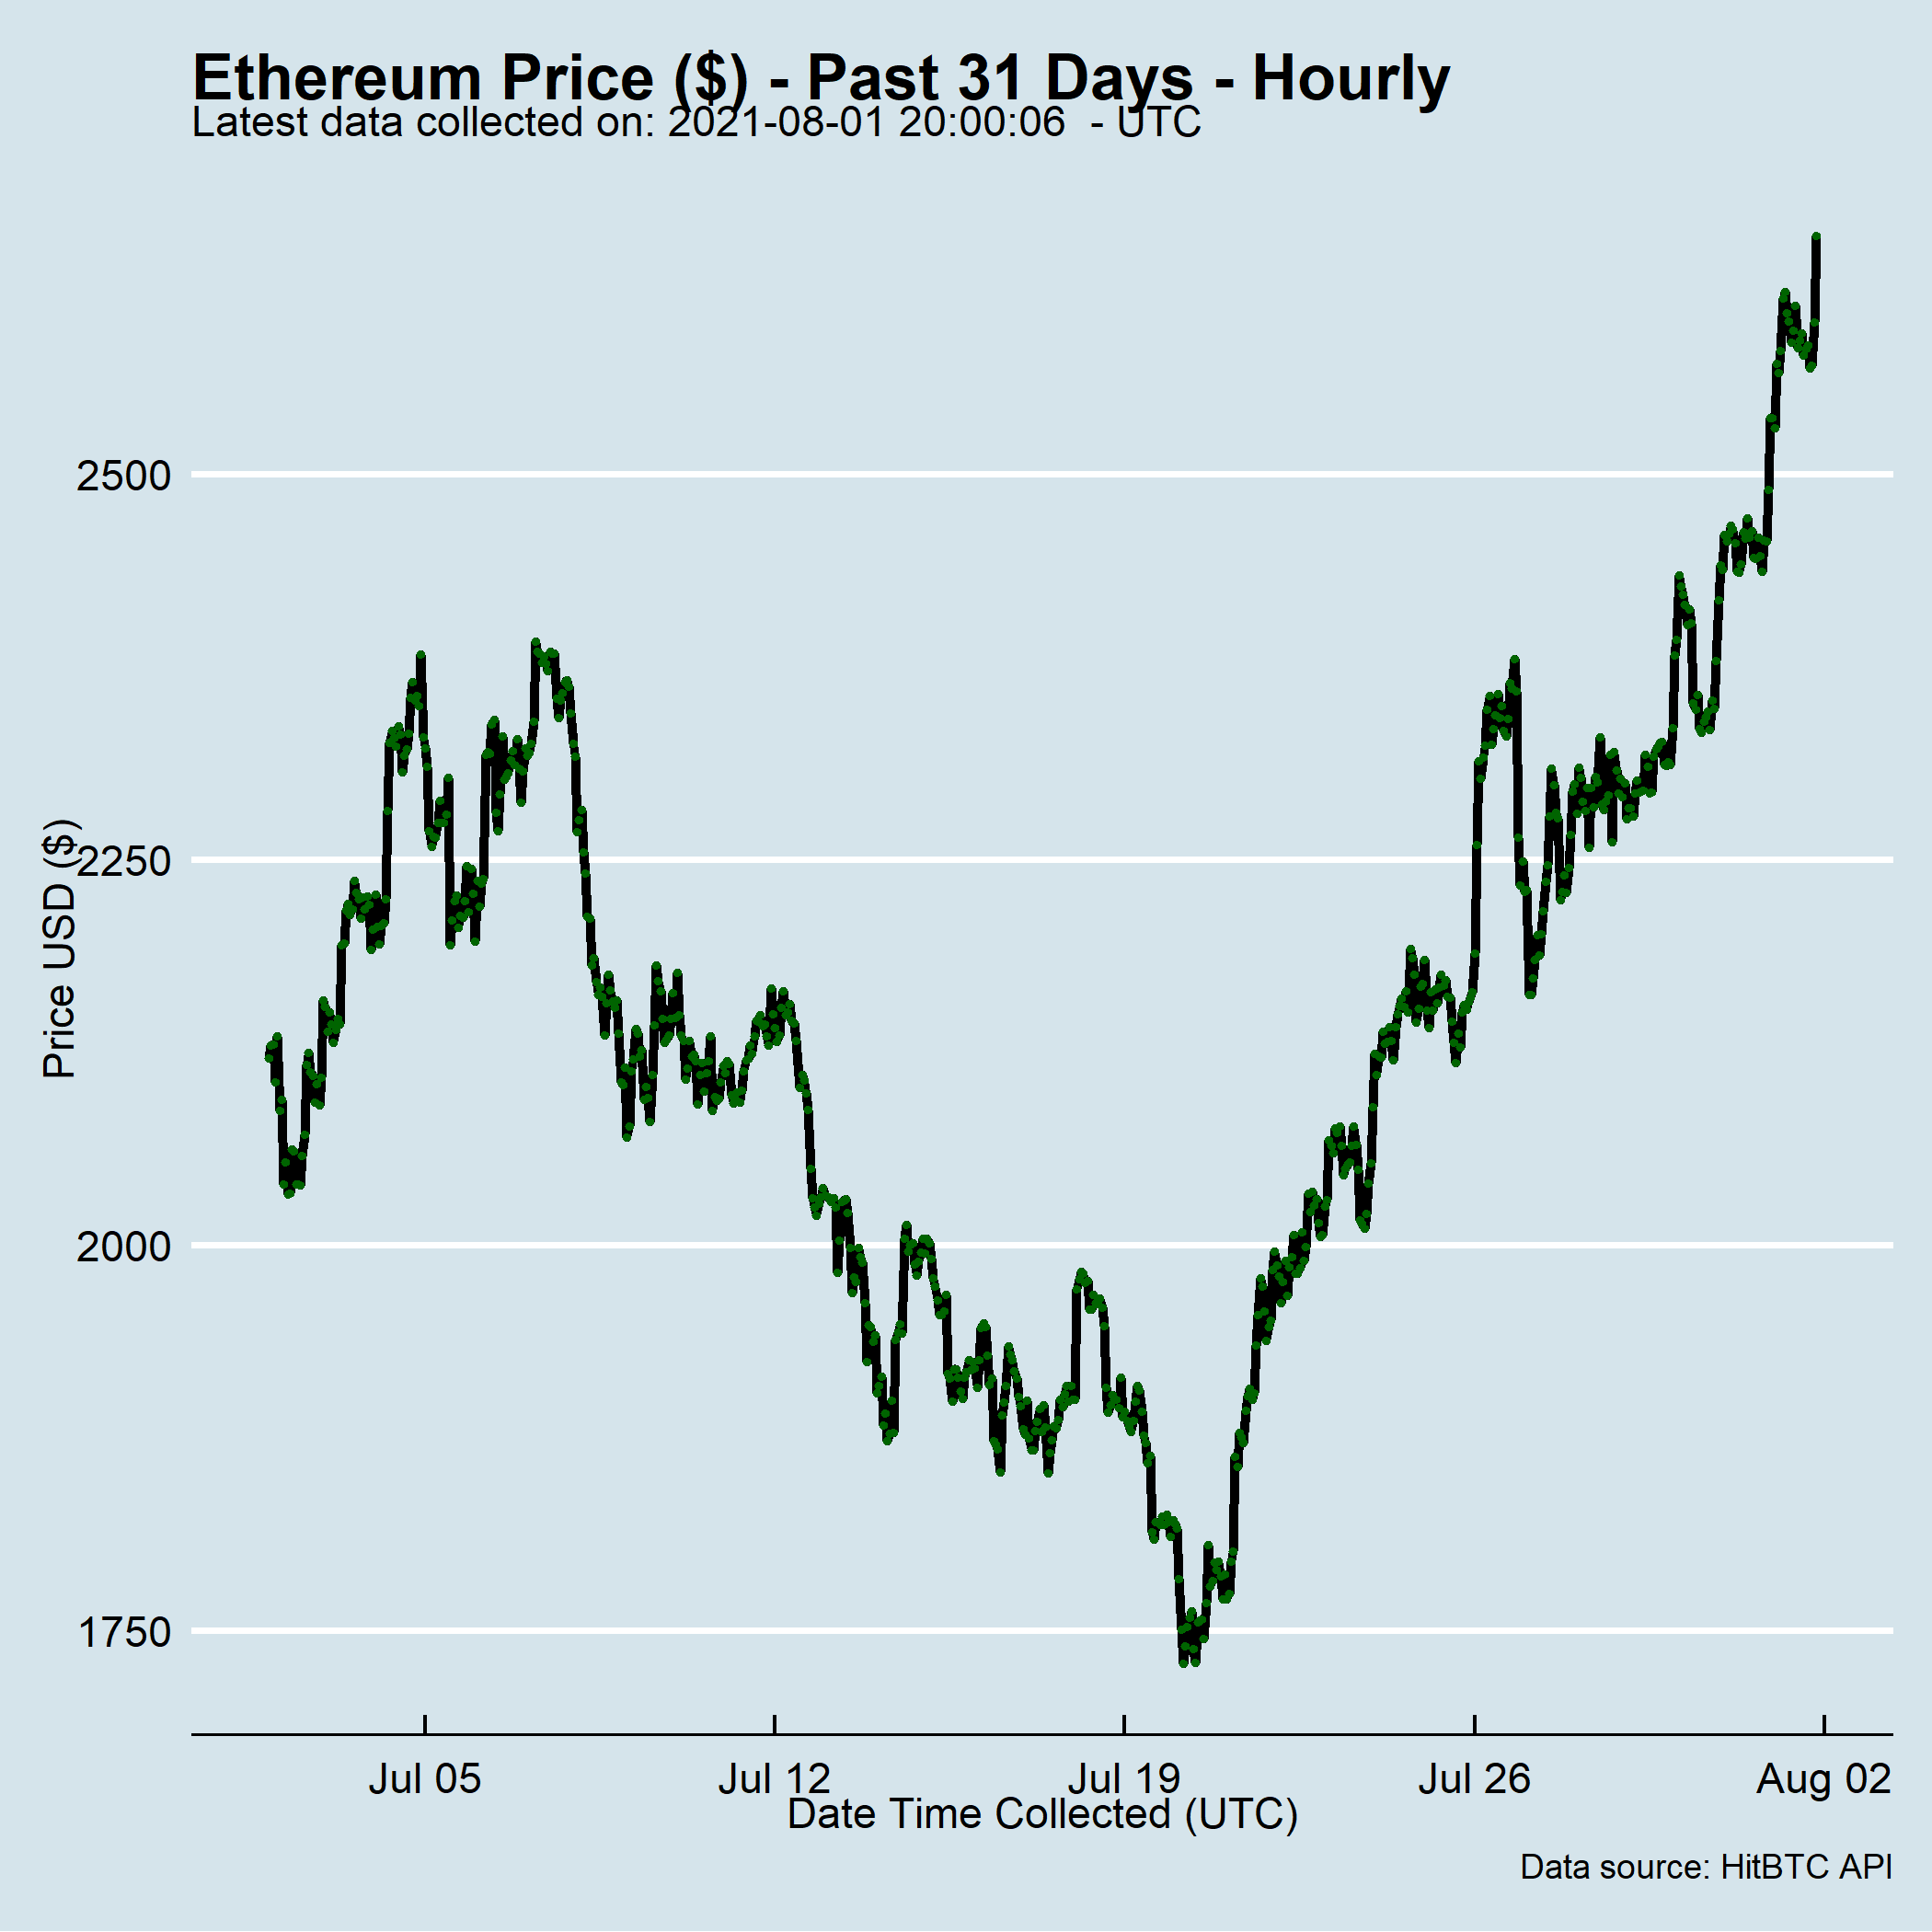 Ethereum Price ($) - Past 31 Days - Hourly
Latest data collected on: 2021-08-01 20:00:06  - UTC
2500
2250
2000
1750
Price USD ($)
Jul 05
Jul 12
Jul 19
Jul 26
Aug 02
Date Time Collected (UTC)
Data source: HitBTC API